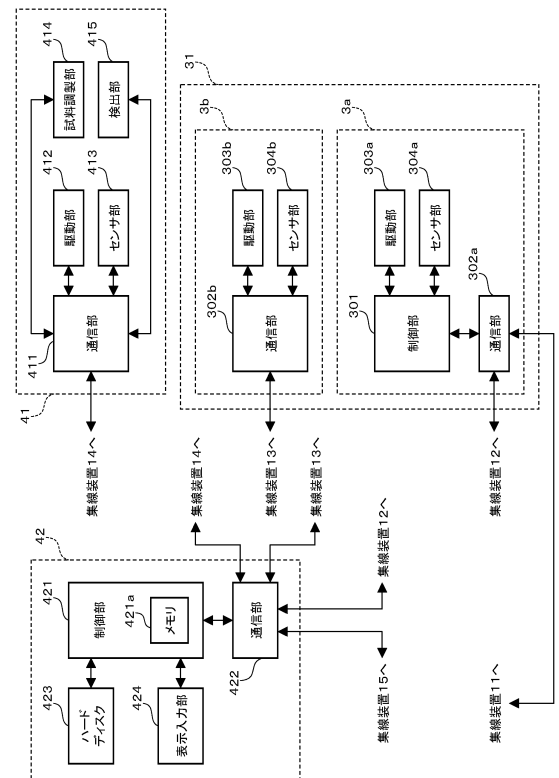 41
411
通信部
412
駆動部
413
センサ部
414
試料調製部
415
検出部
集線装置14へ
31
3b
302b
通信部
303b
駆動部
304b
センサ部
集線装置13へ
3a
301
制御部
303a
駆動部
304a
センサ部
302a
通信部
集線装置12へ
42
421
制御部
421a
メモリ
423
ハード
ディスク
424
表示入力部
422
通信部
集線装置14へ
集線装置13へ
集線装置12へ
集線装置15へ
集線装置11へ